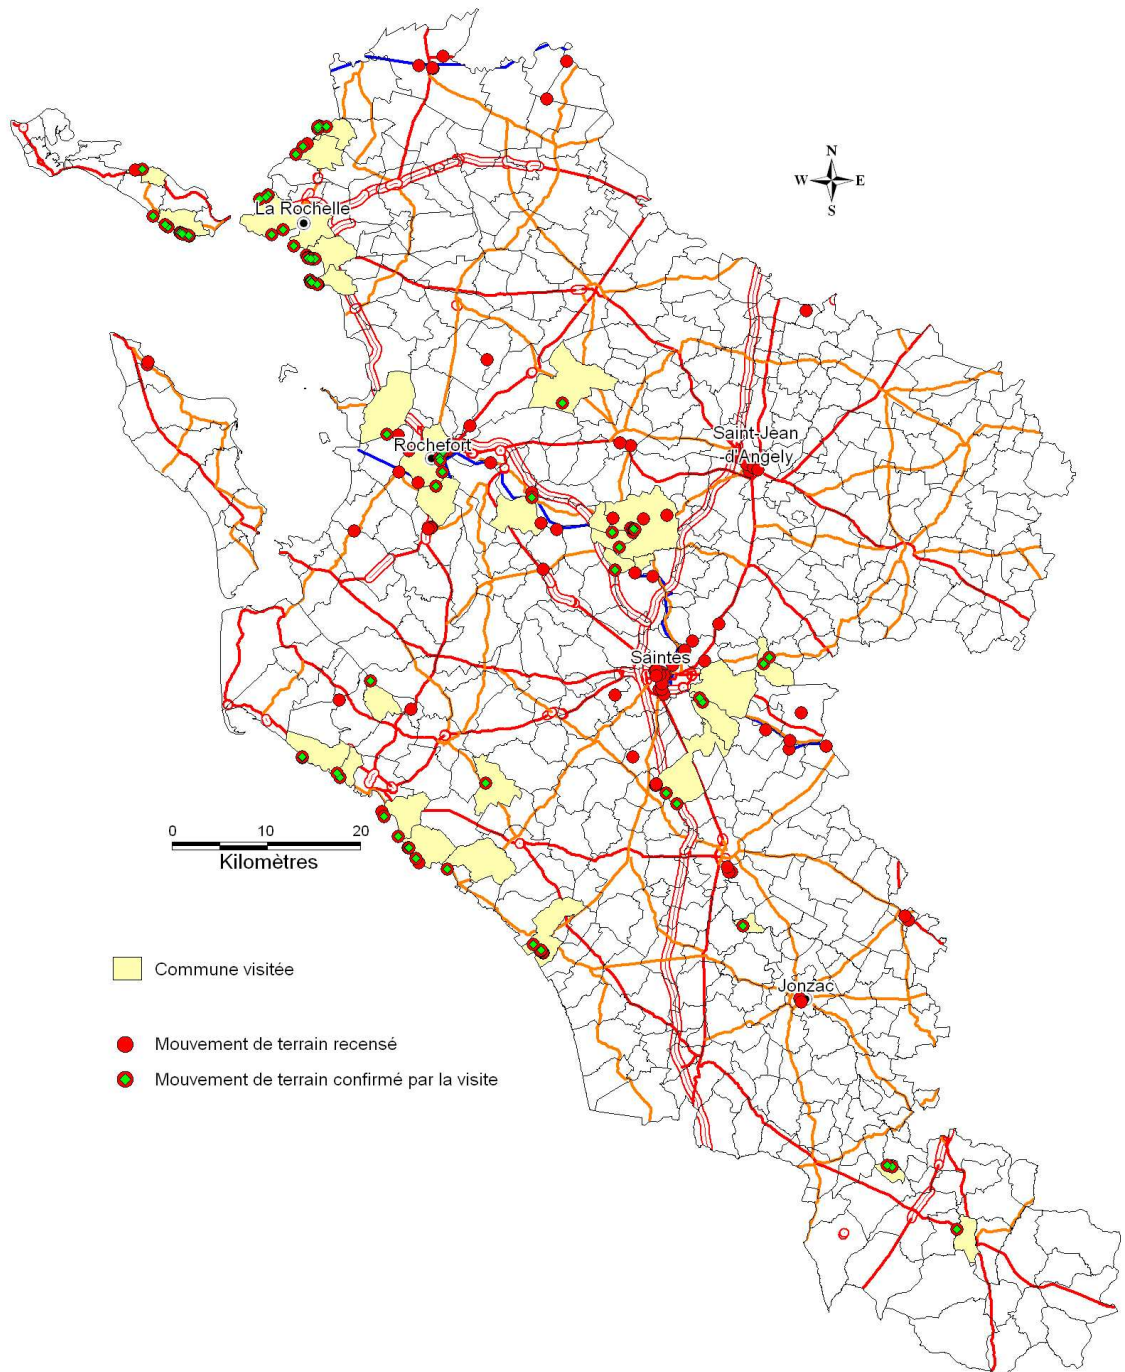 N
W E
S
La Rochelle
Rochefort
Saint-Jean
d'Angely
Saintes
0 10 20
Kilomètres
Commune visitée
Jonzac
Mouvement de terrain recensé
Mouvement de terrain confirmé par la visite